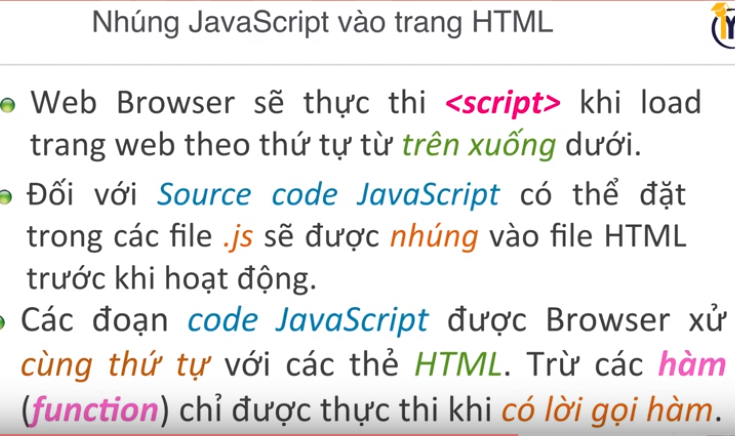 Nhúng JavaScript vào trang HTML
Web Browser sẽ thực thi <script> khi load
trang web theo thứ tự từ trên xuống dưới.
Đối với Source code JavaScript có thể đặt
trong các file .js sẽ được nhúng vào file HTML
trước khi hoạt động.
Các đoạn code JavaScript được Browser xử
cùng thứ tự với các thẻ HTML. Trừ các hàm
(function) chỉ được thực thi khi có lời gọi hàm.